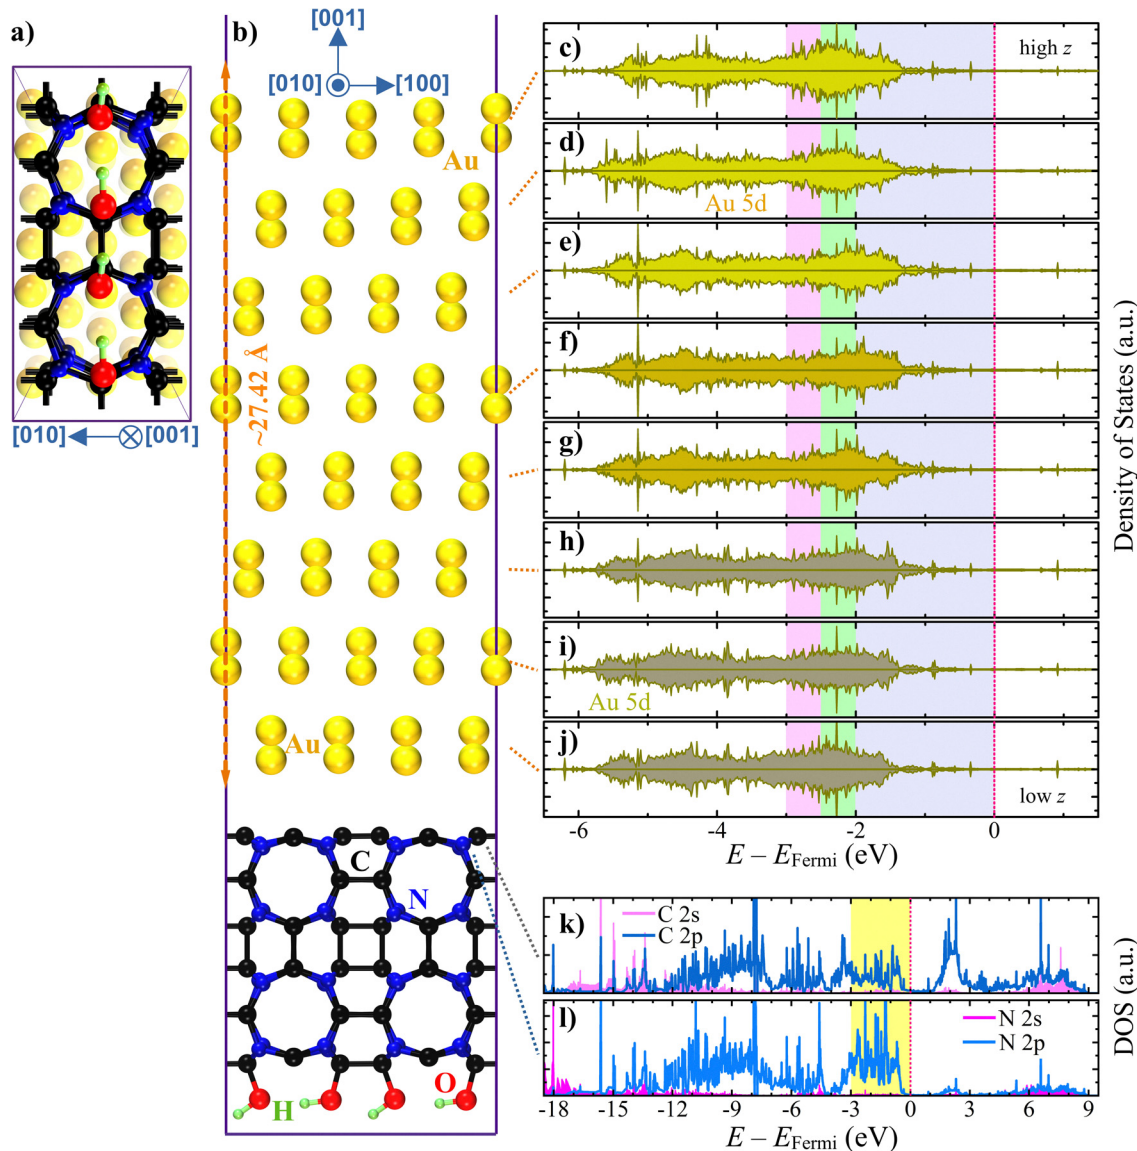 a)
b)
[001]
[010]
[100]
Au
~27.42 Å
Au
[010]
[001]
C
N
O
H
c)
high z
d)
Au 5d
e)
f)
g)
h)
i)
Au 5d
j)
low z
-6
-4
-2
0
E – EFermi (eV)
Density of States (a.u.)
k)
C 2s
C 2p
l)
N 2s
N 2p
-18
-15
-12
-9
-6
-3
0
3
6
9
E – EFermi (eV)
DOS (a.u.)